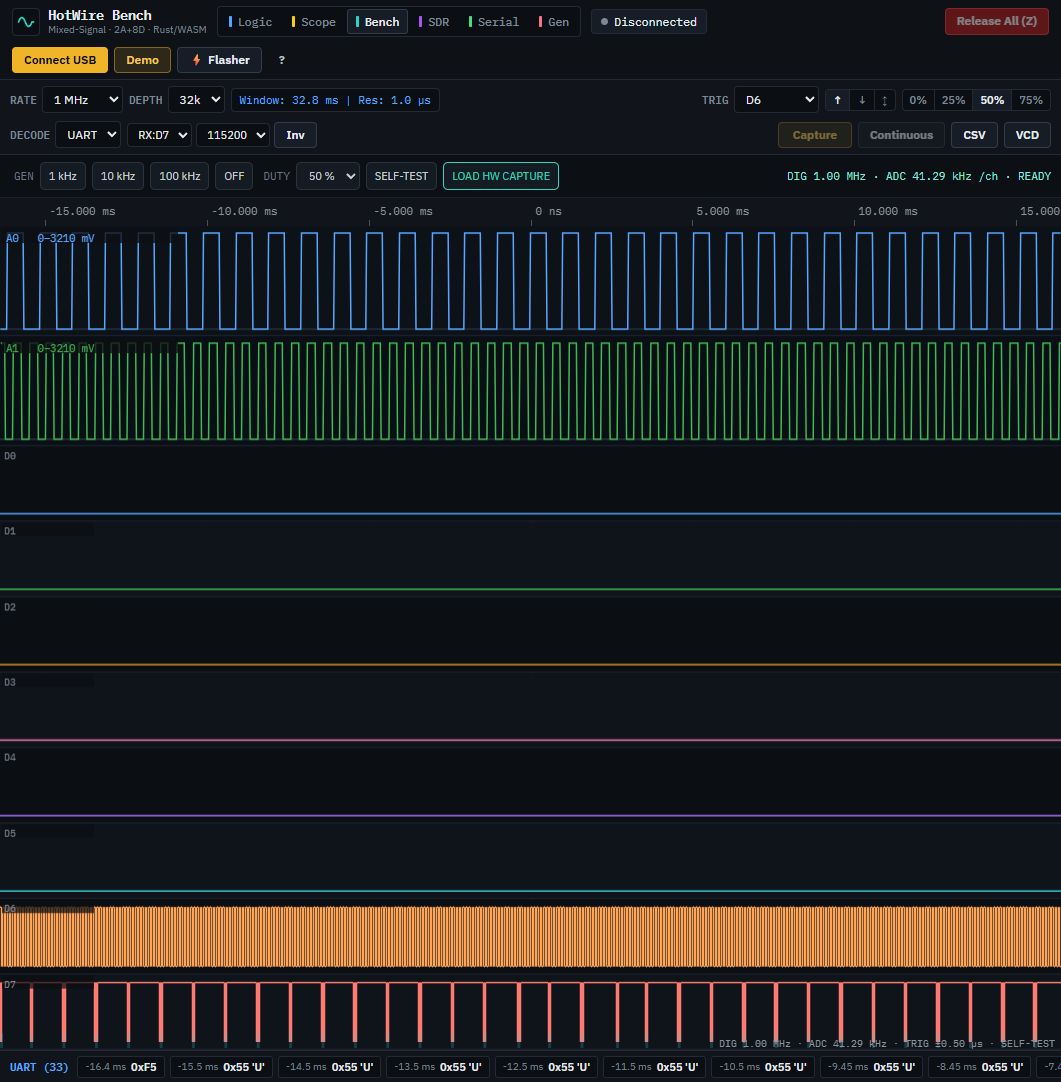 HotWire Bench
Mixed-Signal · 2A+8D · Rust/WASM
Logic Scope Bench SDR Serial Gen
Disconnected
Release All (Z)
Connect USB Demo Flasher ?
RATE 1 MHz DEPTH 32k Window: 32.8 ms | Res: 1.0 µs TRIG D6 ↑ ↓ ↕ 0% 25% 50% 75%
DECODE UART RX:D7 115200 Inv Capture Continuous CSV VCD
GEN 1 kHz 10 kHz 100 kHz OFF DUTY 50 % SELF-TEST LOAD HW CAPTURE DIG 1.00 MHz · ADC 41.29 kHz /ch · READY
-15.000 ms -10.000 ms -5.000 ms 0 ns 5.000 ms 10.000 ms 15.000
A0 0–3210 mV
A1 0–3210 mV
D0
D1
D2
D3
D4
D5
D6
D7
DIG 1.00 MHz · ADC 41.29 kHz/ch · TRIG ±0.50 µs · SELF-TEST
UART (33) -16.4 ms 0xF5 -15.5 ms 0x55 'U' -14.5 ms 0x55 'U' -13.5 ms 0x55 'U' -12.5 ms 0x55 'U' -11.5 ms 0x55 'U' -10.5 ms 0x55 'U' -9.45 ms 0x55 'U' -8.45 ms 0x55 'U' -7.4